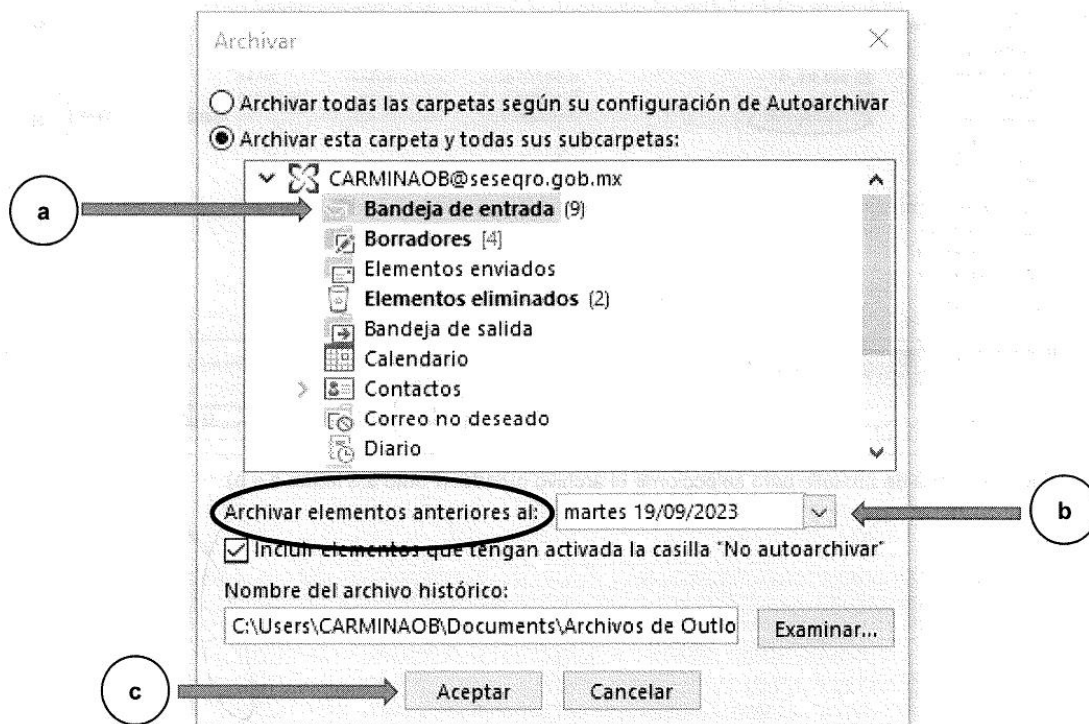 Archivar
Archivar todas las carpetas según su configuración de Autoarchivar
Archivar esta carpeta y todas sus subcarpetas:
CARMINAOB@seseqro.gob.mx
a
Bandeja de entrada (9)
Borradores [4]
Elementos enviados
Elementos eliminados (2)
Bandeja de salida
Calendario
Contactos
Correo no deseado
Diario
Archivar elementos anteriores al: martes 19/09/2023
b
Incluir elementos que tengan activada la casilla "No autoarchivar"
Nombre del archivo histórico:
C:\Users\CARMINAOB\Documents\Archivos de Outlo Examinar...
c
Aceptar Cancelar